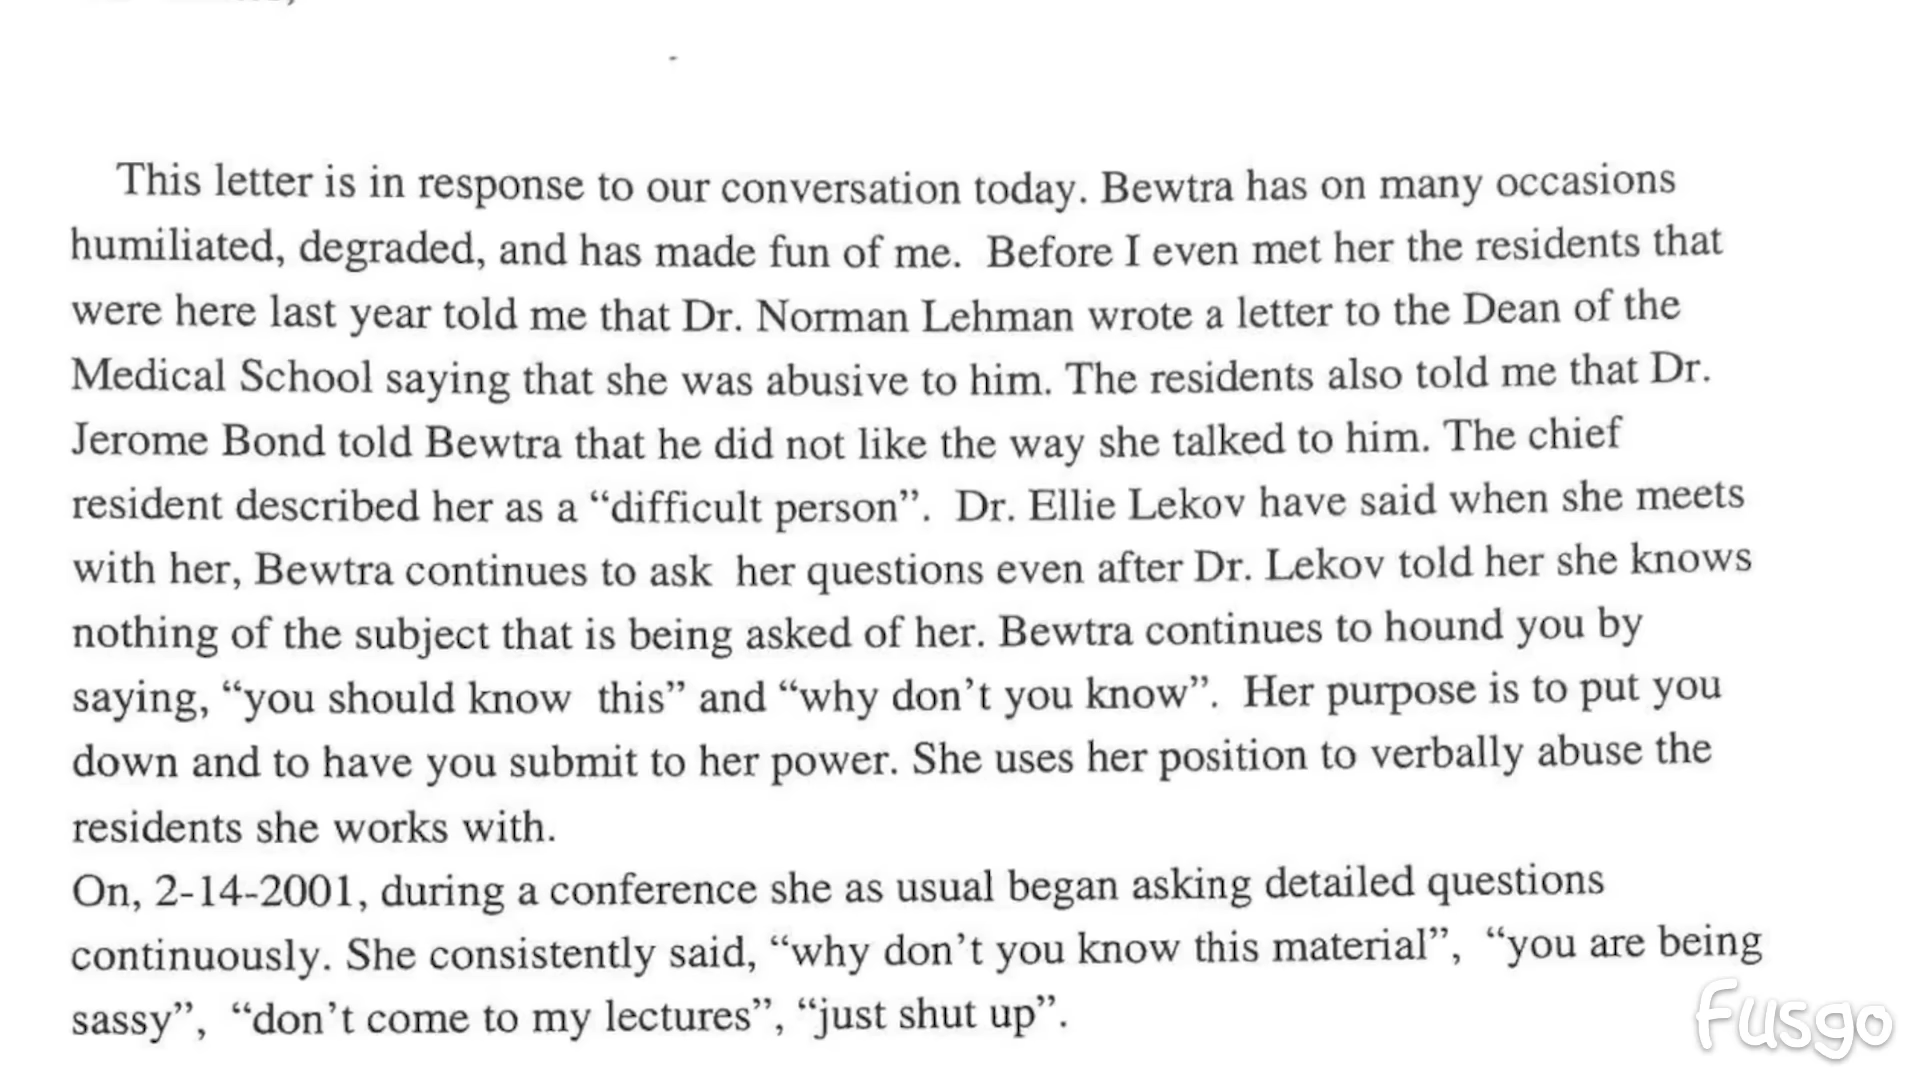 This letter is in response to our conversation today. Bewtra has on many occasions
humiliated, degraded, and has made fun of me.  Before I even met her the residents that
were here last year told me that Dr. Norman Lehman wrote a letter to the Dean of the
Medical School saying that she was abusive to him. The residents also told me that Dr.
Jerome Bond told Bewtra that he did not like the way she talked to him. The chief
resident described her as a “difficult person”.  Dr. Ellie Lekov have said when she meets
with her, Bewtra continues to ask  her questions even after Dr. Lekov told her she knows
nothing of the subject that is being asked of her. Bewtra continues to hound you by
saying, “you should know  this” and “why don’t you know”.  Her purpose is to put you
down and to have you submit to her power. She uses her position to verbally abuse the
residents she works with.
On, 2-14-2001, during a conference she as usual began asking detailed questions
continuously. She consistently said, “why don’t you know this material”,  “you are being
sassy”,  “don’t come to my lectures”, “just shut up”.
Fusgo